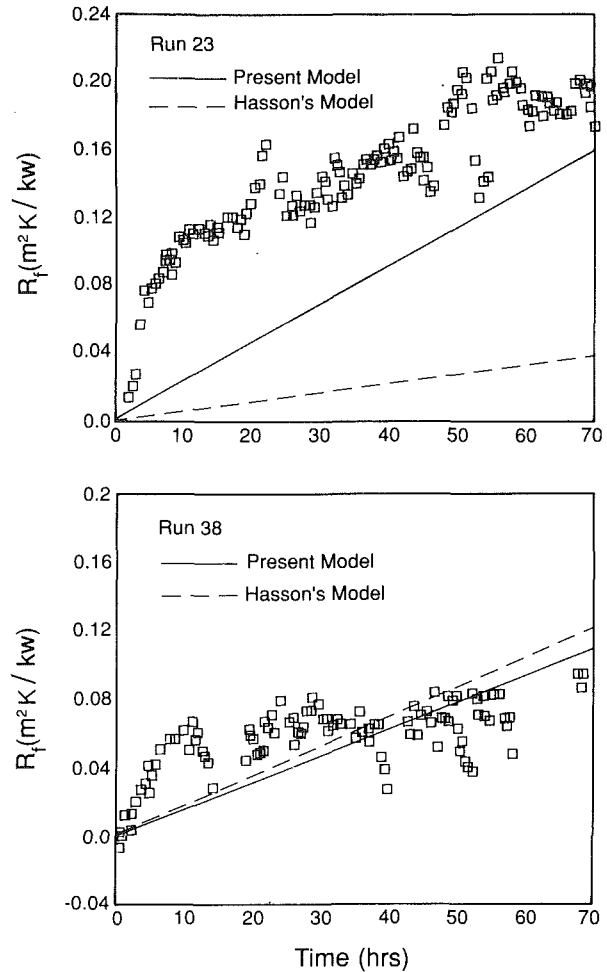 0.24
Run 23
Present Model
Hasson's Model
0.20
0.16
0.12
0.08
0.04
0.0
R_f(m²K / kw)
0 10 20 30 40 50 60 70
0.2
Run 38
Present Model
Hasson's Model
0.16
0.12
0.08
0.04
0.0
-0.04
R_f(m²K / kw)
0 10 20 30 40 50 60 70
Time (hrs)